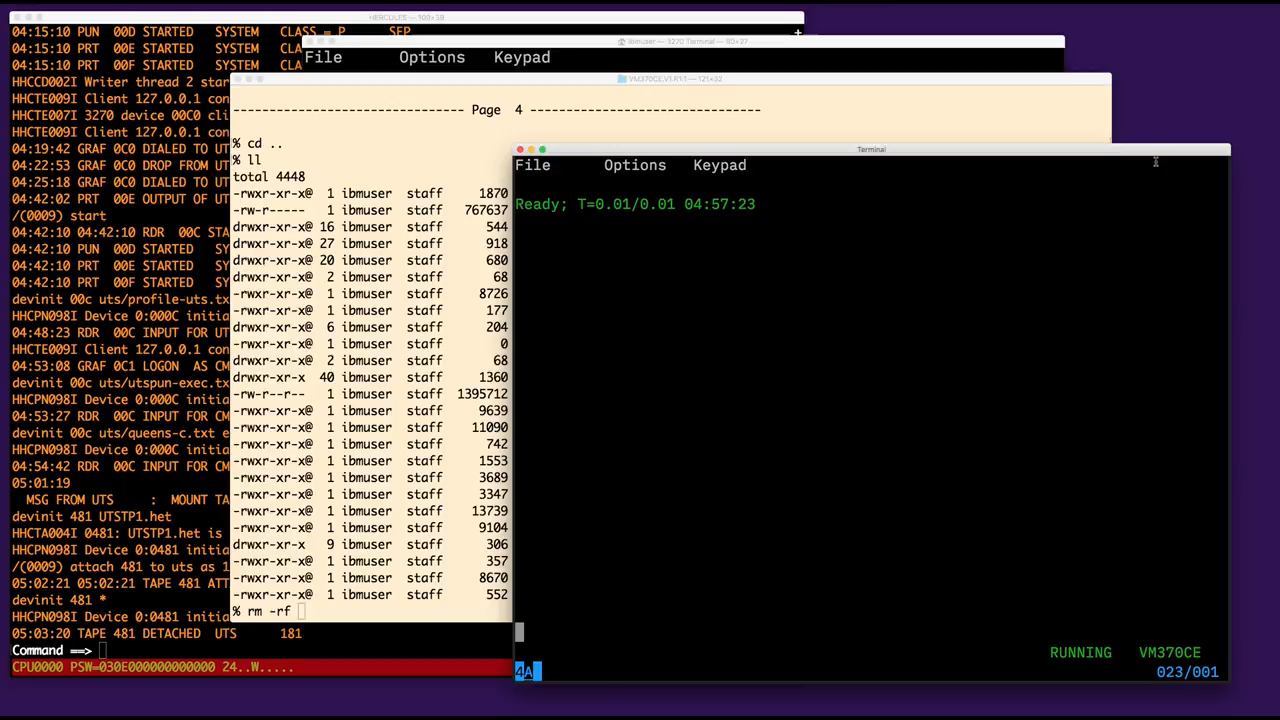 HERCULES — 100×39
04:15:10 PUN  00D STARTED   SYSTEM   CLASS = P      SEP
04:15:10 PRT  00E STARTED   SYSTEM   CLA
04:15:10 PRT  00F STARTED   SYSTEM   CLA
HHCCD002I Writer thread 2 star
HHCTE009I Client 127.0.0.1 con
HHCTE007I 3270 device 00C0 cli
HHCTE009I Client 127.0.0.1 con
04:19:42 GRAF 0C0 DIALED TO UT
04:22:53 GRAF 0C0 DROP FROM UT
04:25:18 GRAF 0C0 DIALED TO UT
04:42:02 PRT  00E OUTPUT OF UT
/(0009) start
04:42:10 04:42:10 RDR  00C STA
04:42:10 PUN  00D STARTED   SY
04:42:10 PRT  00E STARTED   SY
04:42:10 PRT  00F STARTED   SY
devinit 00c uts/profile-uts.tx
HHCPN098I Device 0:000C initia
04:48:23 RDR  00C INPUT FOR UT
HHCTE009I Client 127.0.0.1 con
04:53:08 GRAF 0C1 LOGON  AS CM
devinit 00c uts/utspun-exec.tx
HHCPN098I Device 0:000C initia
04:53:27 RDR  00C INPUT FOR CM
devinit 00c uts/queens-c.txt e
HHCPN098I Device 0:000C initia
04:54:42 RDR  00C INPUT FOR CM
05:01:19
MSG FROM UTS     :  MOUNT TA
devinit 481 UTSTP1.het
HHCTA004I 0481: UTSTP1.het is
HHCPN098I Device 0:0481 initia
/(0009) attach 481 to uts as 1
05:02:21 05:02:21 TAPE 481 ATT
devinit 481 *
HHCPN098I Device 0:0481 initia
05:03:20 TAPE 481 DETACHED  UTS      181
Command ==>
CPU0000 PSW=030E000000000000 24..W.....
ibmuser — 3270 Terminal — 80×27
File Options Keypad
VM370CE.V1.R1.1 — 121×32
------------------------------- Page  4 -------------------------------
% cd ..
% ll
total 4448
-rwxr-xr-x@  1 ibmuser  staff     1870
-rw-r-----   1 ibmuser  staff   767637
drwxr-xr-x@ 16 ibmuser  staff      544
drwxr-xr-x@ 27 ibmuser  staff      918
drwxr-xr-x@ 20 ibmuser  staff      680
drwxr-xr-x@  2 ibmuser  staff       68
-rwxr-xr-x@  1 ibmuser  staff     8726
-rwxr-xr-x@  1 ibmuser  staff      177
drwxr-xr-x@  6 ibmuser  staff      204
-rwxr-xr-x@  1 ibmuser  staff        0
drwxr-xr-x@  2 ibmuser  staff       68
drwxr-xr-x  40 ibmuser  staff     1360
-rw-r--r--   1 ibmuser  staff  1395712
-rwxr-xr-x@  1 ibmuser  staff     9639
-rwxr-xr-x@  1 ibmuser  staff    11090
-rwxr-xr-x@  1 ibmuser  staff      742
-rwxr-xr-x@  1 ibmuser  staff     1553
-rwxr-xr-x@  1 ibmuser  staff     3689
-rwxr-xr-x@  1 ibmuser  staff     3347
-rwxr-xr-x@  1 ibmuser  staff    13739
-rwxr-xr-x@  1 ibmuser  staff     9104
drwxr-xr-x   9 ibmuser  staff      306
-rwxr-xr-x@  1 ibmuser  staff      357
-rwxr-xr-x@  1 ibmuser  staff     8670
-rwxr-xr-x@  1 ibmuser  staff      552
% rm -rf
Terminal
File Options Keypad
Ready; T=0.01/0.01 04:57:23
RUNNING   VM370CE
4A 023/001